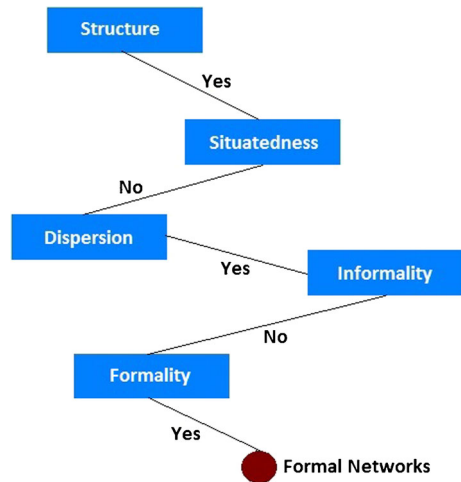 Structure
Yes
Situatedness
No
Dispersion
Yes
Informality
No
Formality
Yes
Formal Networks